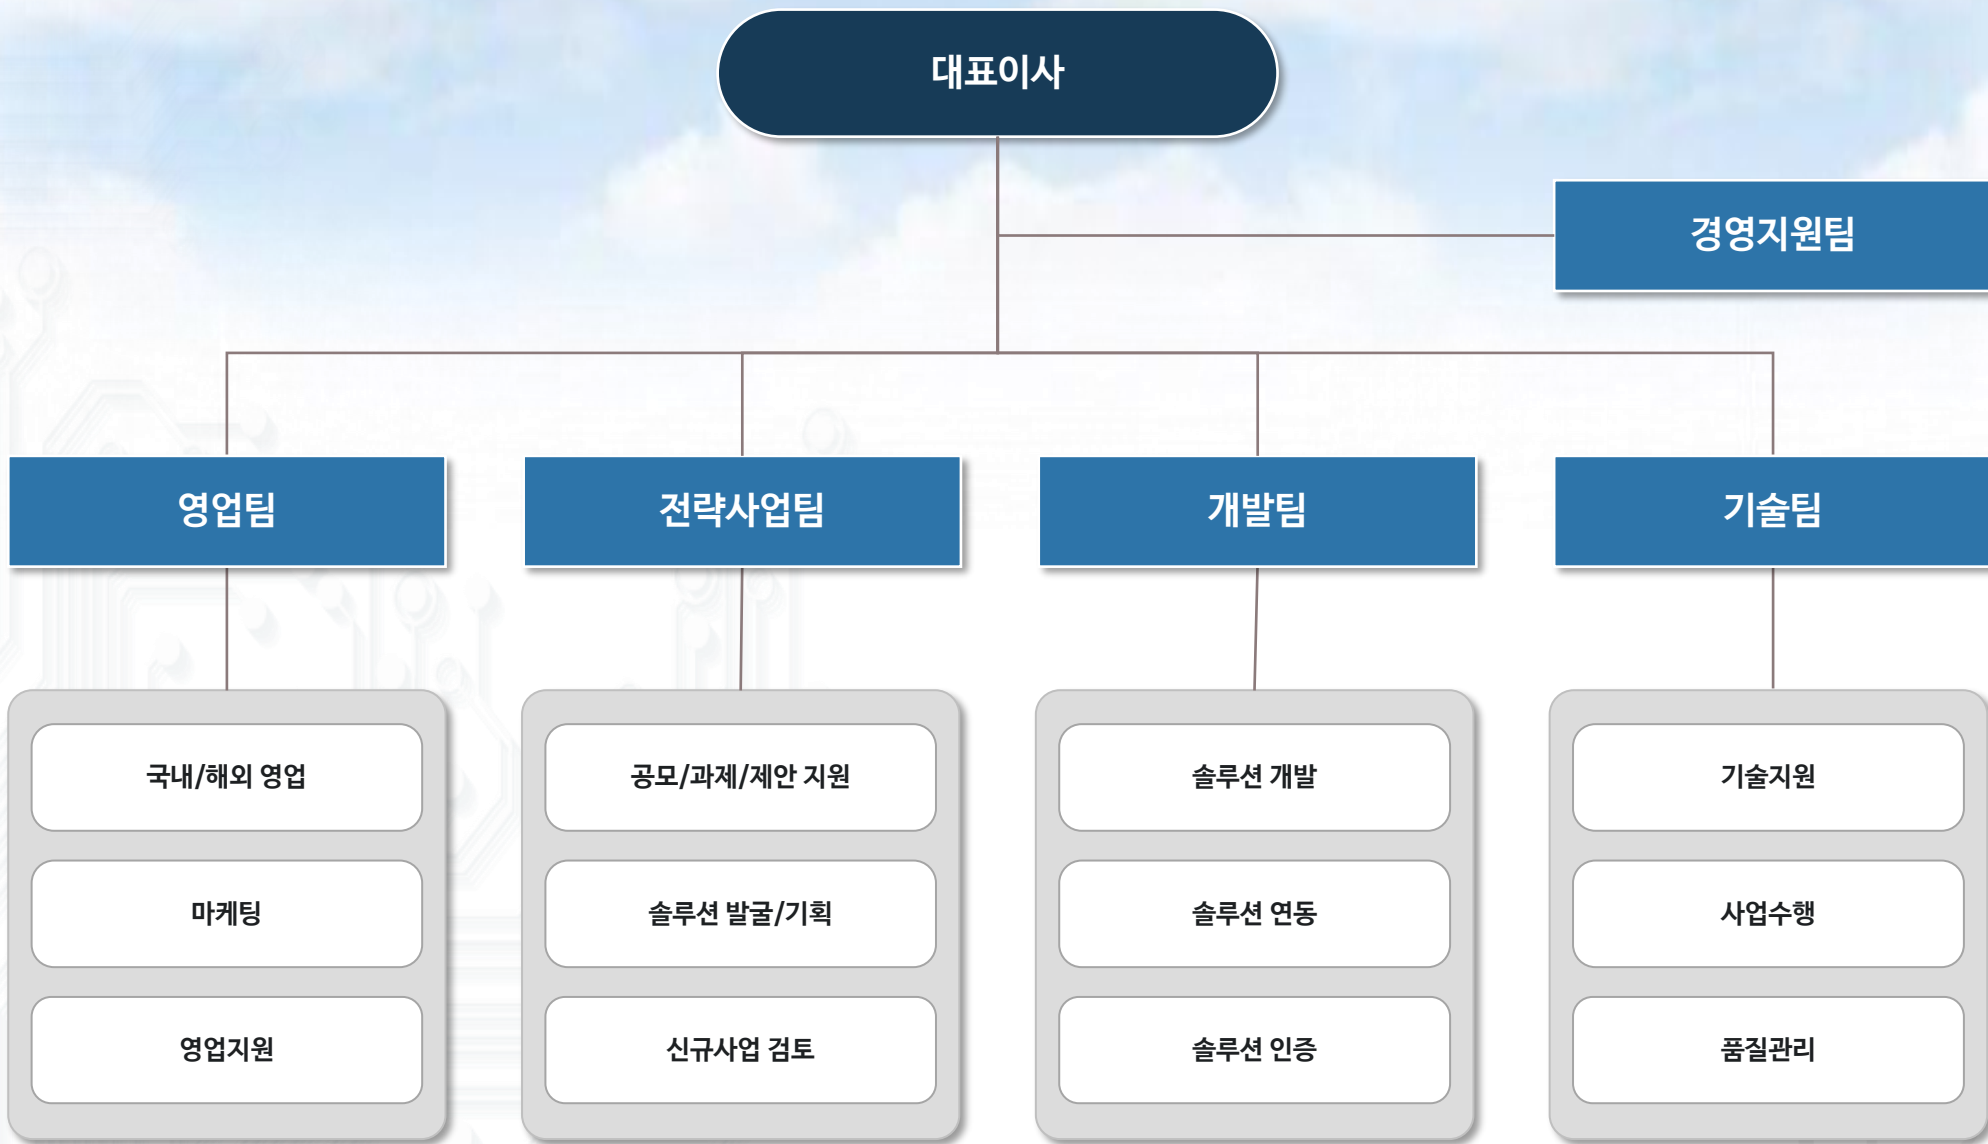 대표이사
경영지원팀
영업팀
전략사업팀
개발팀
기술팀
국내/해외 영업
마케팅
영업지원
공모/과제/제안 지원
솔루션 발굴/기획
신규사업 검토
솔루션 개발
솔루션 연동
솔루션 인증
기술지원
사업수행
품질관리